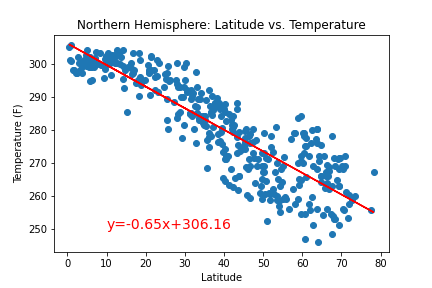 Northern Hemisphere: Latitude vs. Temperature
Temperature (F)
300
290
280
270
260
250
y=-0.65x+306.16
0 10 20 30 40 50 60 70 80
Latitude